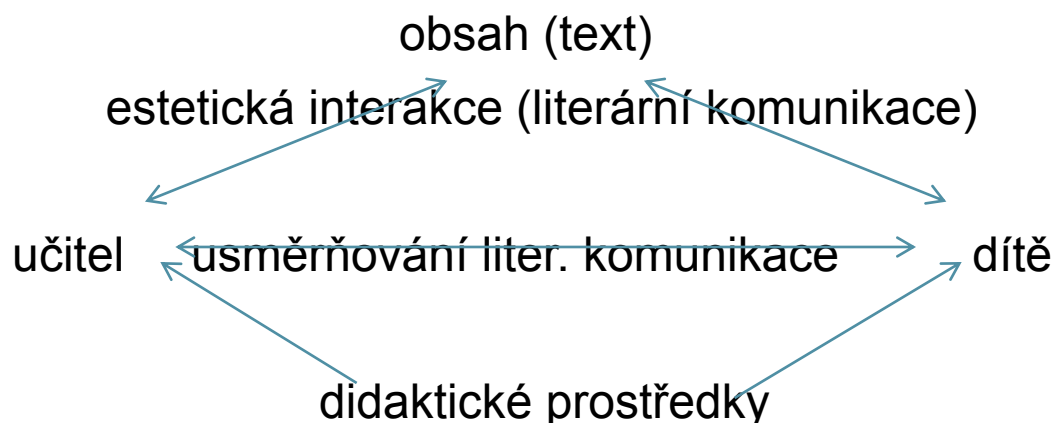 obsah (text)
estetická interakce (literární komunikace)
učitel usměrňování liter. komunikace dítě
didaktické prostředky